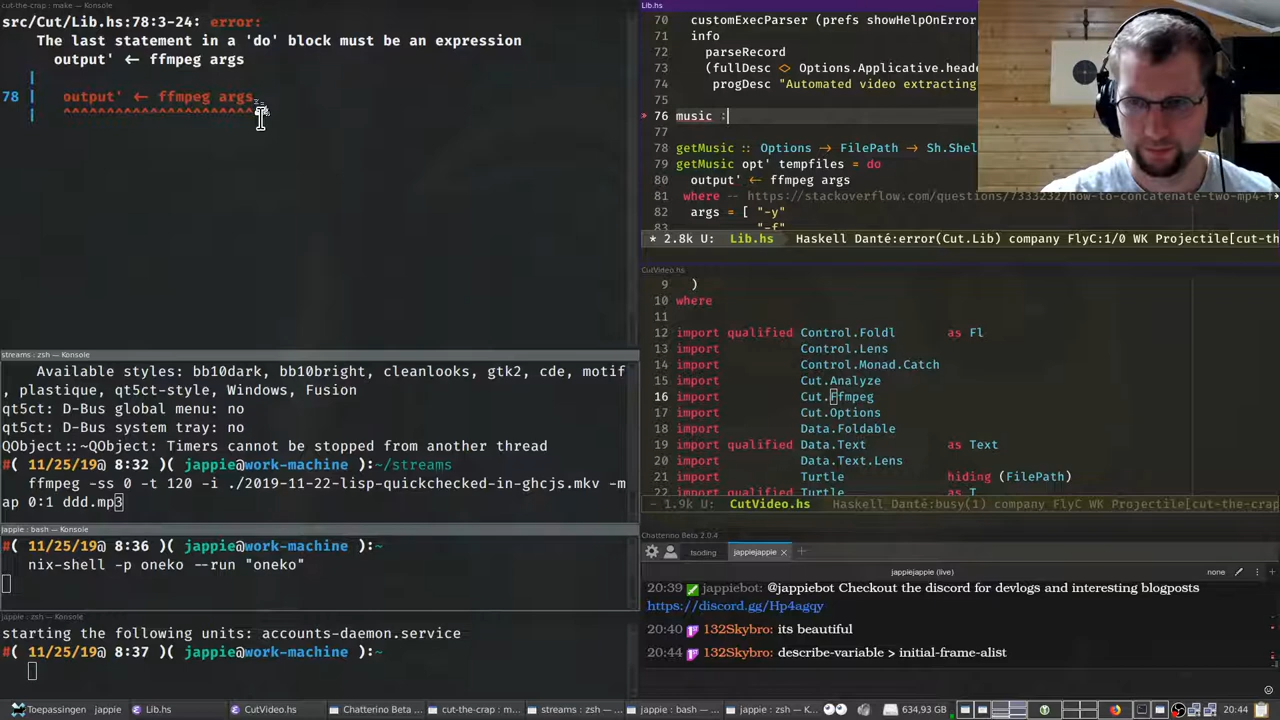 cut-the-crap : make — Konsole
src/Cut/Lib.hs:78:3-24: error:
The last statement in a 'do' block must be an expression
output' ← ffmpeg args
|
78 | output' ← ffmpeg args
| ^^^^^^^^^^^^^^^^^^^^^^
streams : zsh — Konsole
Available styles: bb10dark, bb10bright, cleanlooks, gtk2, cde, motif
, plastique, qt5ct-style, Windows, Fusion
qt5ct: D-Bus global menu: no
qt5ct: D-Bus system tray: no
QObject::~QObject: Timers cannot be stopped from another thread
#( 11/25/19@ 8:32 )( jappie@work-machine ):~/streams
ffmpeg -ss 0 -t 120 -i ./2019-11-22-lisp-quickchecked-in-ghcjs.mkv -m
ap 0:1 ddd.mp3
jappie : bash — Konsole
#( 11/25/19@ 8:36 )( jappie@work-machine ):~
nix-shell -p oneko --run "oneko"
jappie : zsh — Konsole
starting the following units: accounts-daemon.service
#( 11/25/19@ 8:37 )( jappie@work-machine ):~
Lib.hs
70 customExecParser (prefs showHelpOnError
71 info
72 parseRecord
73 (fullDesc <> Options.Applicative.heade
74 progDesc "Automated video extracting
75
76 music :
77
78 getMusic :: Options → FilePath → Sh.Shel
79 getMusic opt' tempfiles = do
80 output' ← ffmpeg args
81 where -- https://stackoverflow.com/questions/7333232/how-to-concatenate-two-mp4-f
82 args = [ "-y"
83 "-f"
* 2.8k U: Lib.hs Haskell Danté:error(Cut.Lib) company FlyC:1/0 WK Projectile[cut-th
CutVideo.hs
9 )
10 where
11
12 import qualified Control.Foldl as Fl
13 import Control.Lens
14 import Control.Monad.Catch
15 import Cut.Analyze
16 import Cut.Ffmpeg
17 import Cut.Options
18 import Data.Foldable
19 import qualified Data.Text as Text
20 import Data.Text.Lens
21 import Turtle hiding (FilePath)
22 import qualified Turtle as T
- 1.9k U: CutVideo.hs Haskell Danté:busy(1) company FlyC WK Projectile[cut-the-crap
Chatterino Beta 2.0.4
tsoding jappiejappie
jappiejappie (live) none
20:39 jappiebot: @jappiebot Checkout the discord for devlogs and interesting blogposts
https://discord.gg/Hp4agqy
20:40 132Skybro: its beautiful
20:44 132Skybro: describe-variable > initial-frame-alist
Toepassingen jappie Lib.hs CutVideo.hs Chatterino Beta ... cut-the-crap : m... streams : zsh — ... jappie : bash — ... jappie : zsh — K... 634,93 GB 20:44